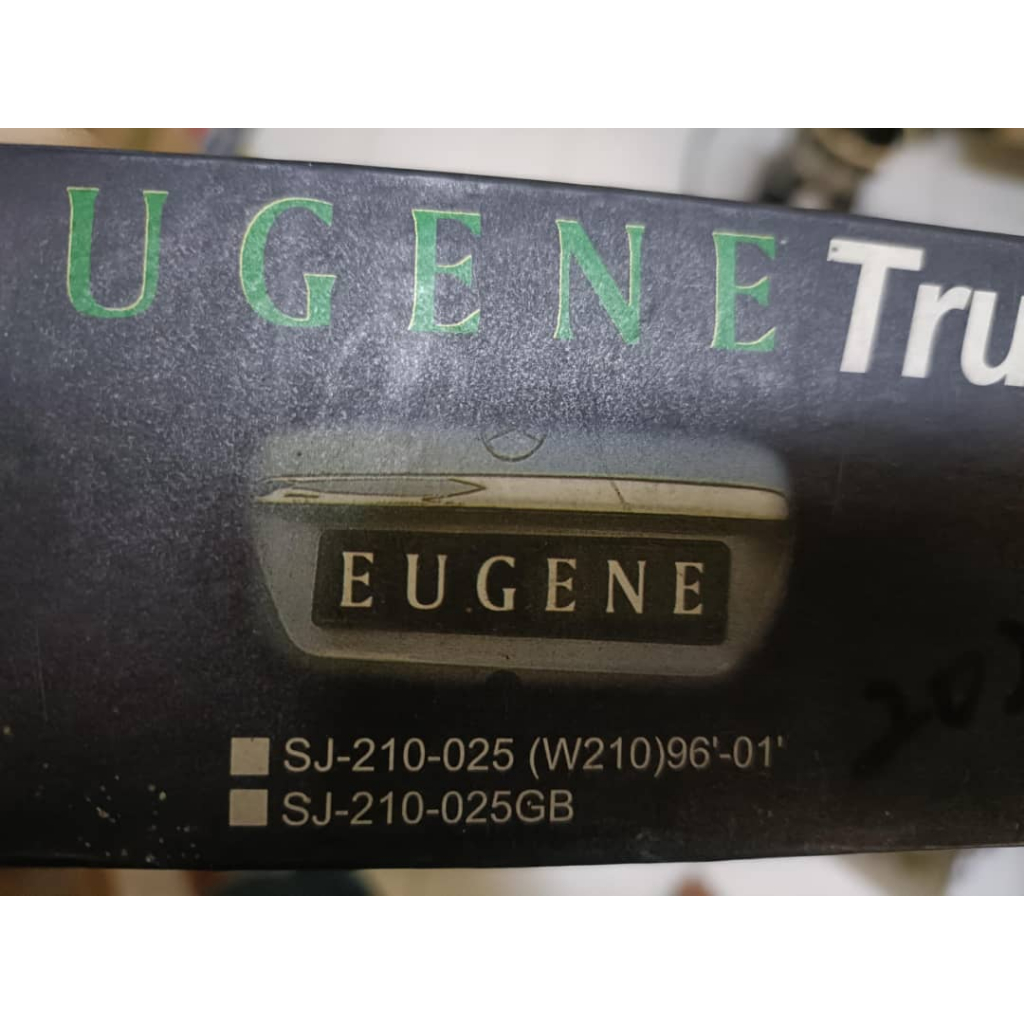 UGENE Tru
EUGENE
SJ-210-025 (W210)96'-01'
SJ-210-025GB